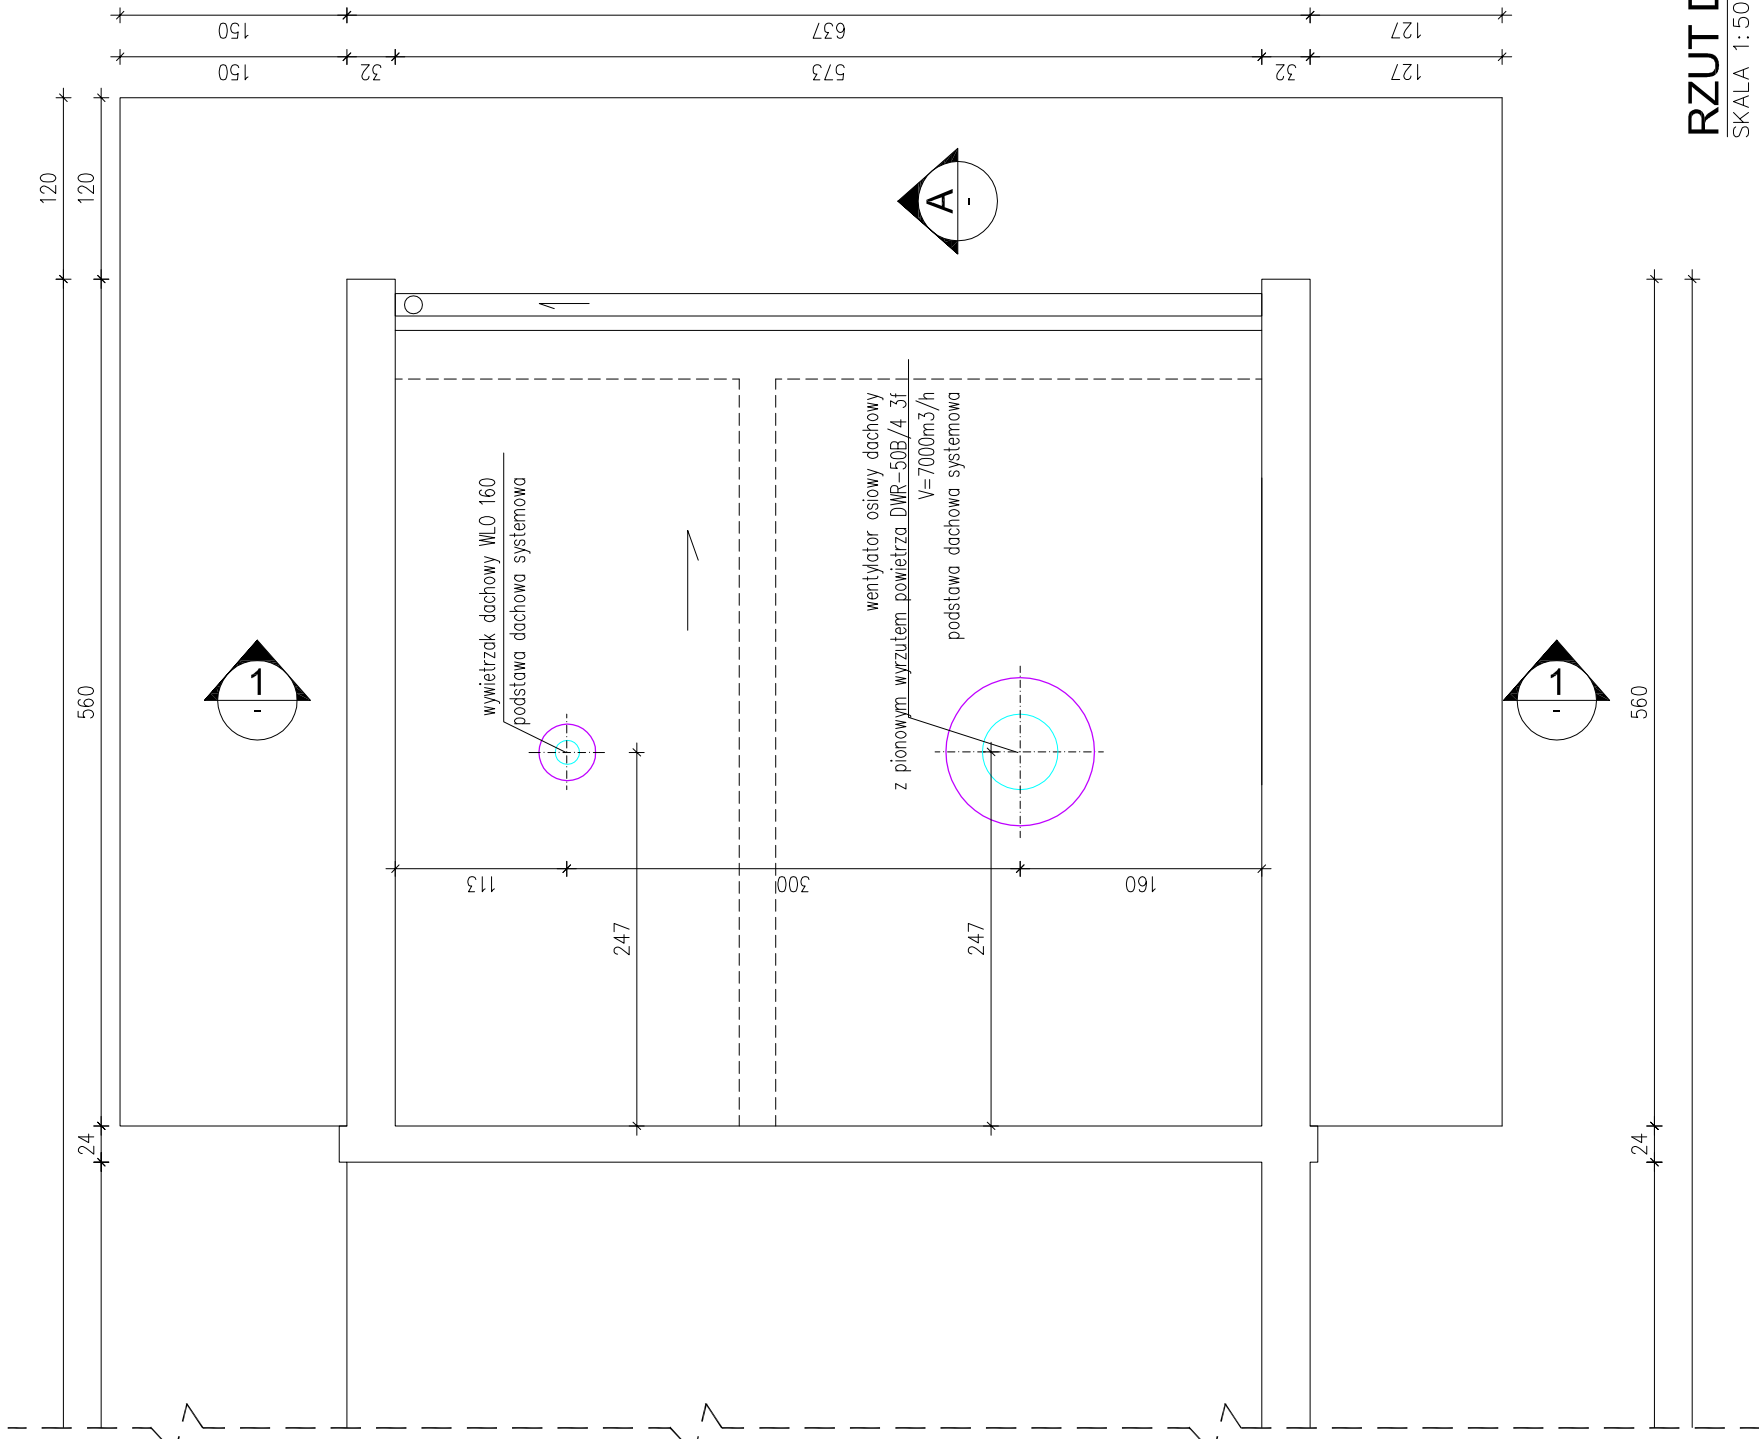 150
637
127
150
32
573
32
127
120
120
RZUT
SKALA 1:50
A
-
wywietrzak dachowy WLO 160
podstawa dachowa systemowa
wentylator osiowy dachowy
z pionowym wyrzutem powietrza DWR-50B/4 3f
V=7000m3/h
podstawa dachowa systemowa
1
-
1
-
560
560
113
300
160
247
247
24
24